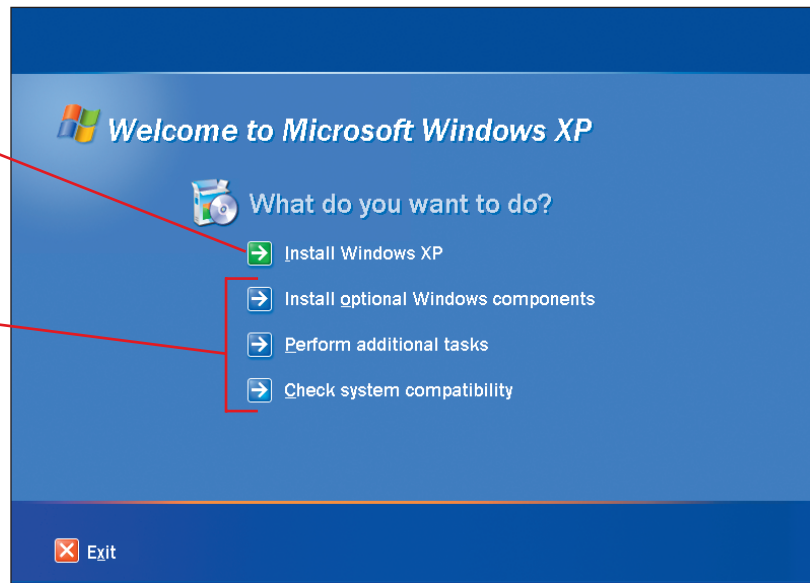 Welcome to Microsoft Windows XP
What do you want to do?
Install Windows XP
Install optional Windows components
Perform additional tasks
Check system compatibility
Exit